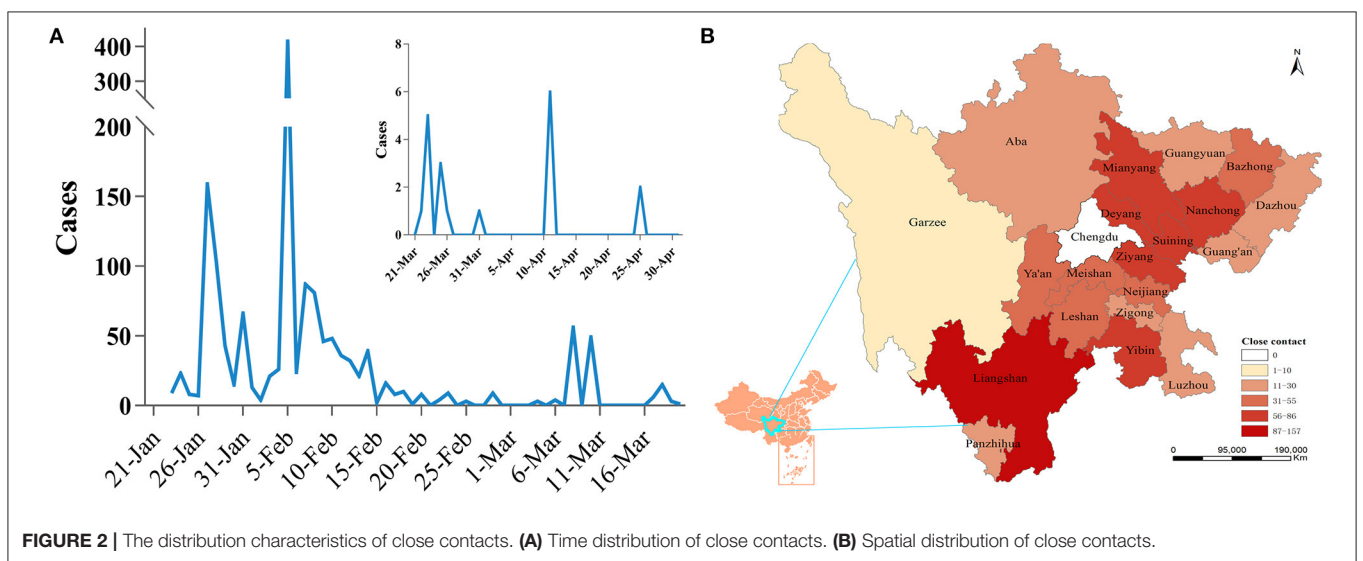 A
400
300
200
150
100
50
0
Cases
21-Jan
26-Jan
31-Jan
5-Feb
10-Feb
15-Feb
20-Feb
25-Feb
1-Mar
6-Mar
11-Mar
16-Mar
8
6
4
2
0
Cases
21-Mar
26-Mar
31-Mar
5-Apr
10-Apr
15-Apr
20-Apr
25-Apr
30-Apr
B
N
Aba
Guangyuan
Mianyang
Bazhong
Garzee
Deyang
Nanchong
Dazhou
Chengdu
Suining
Guang'an
Ziyang
Ya'an
Meishan
Neijiang
Leshan
Zigong
Yibin
Liangshan
Luzhou
Panzhihua
Close contact
0
1–10
11–30
31–55
56–86
87–157
0 95,000 190,000
Km
FIGURE 2 | The distribution characteristics of close contacts. (A) Time distribution of close contacts. (B) Spatial distribution of close contacts.